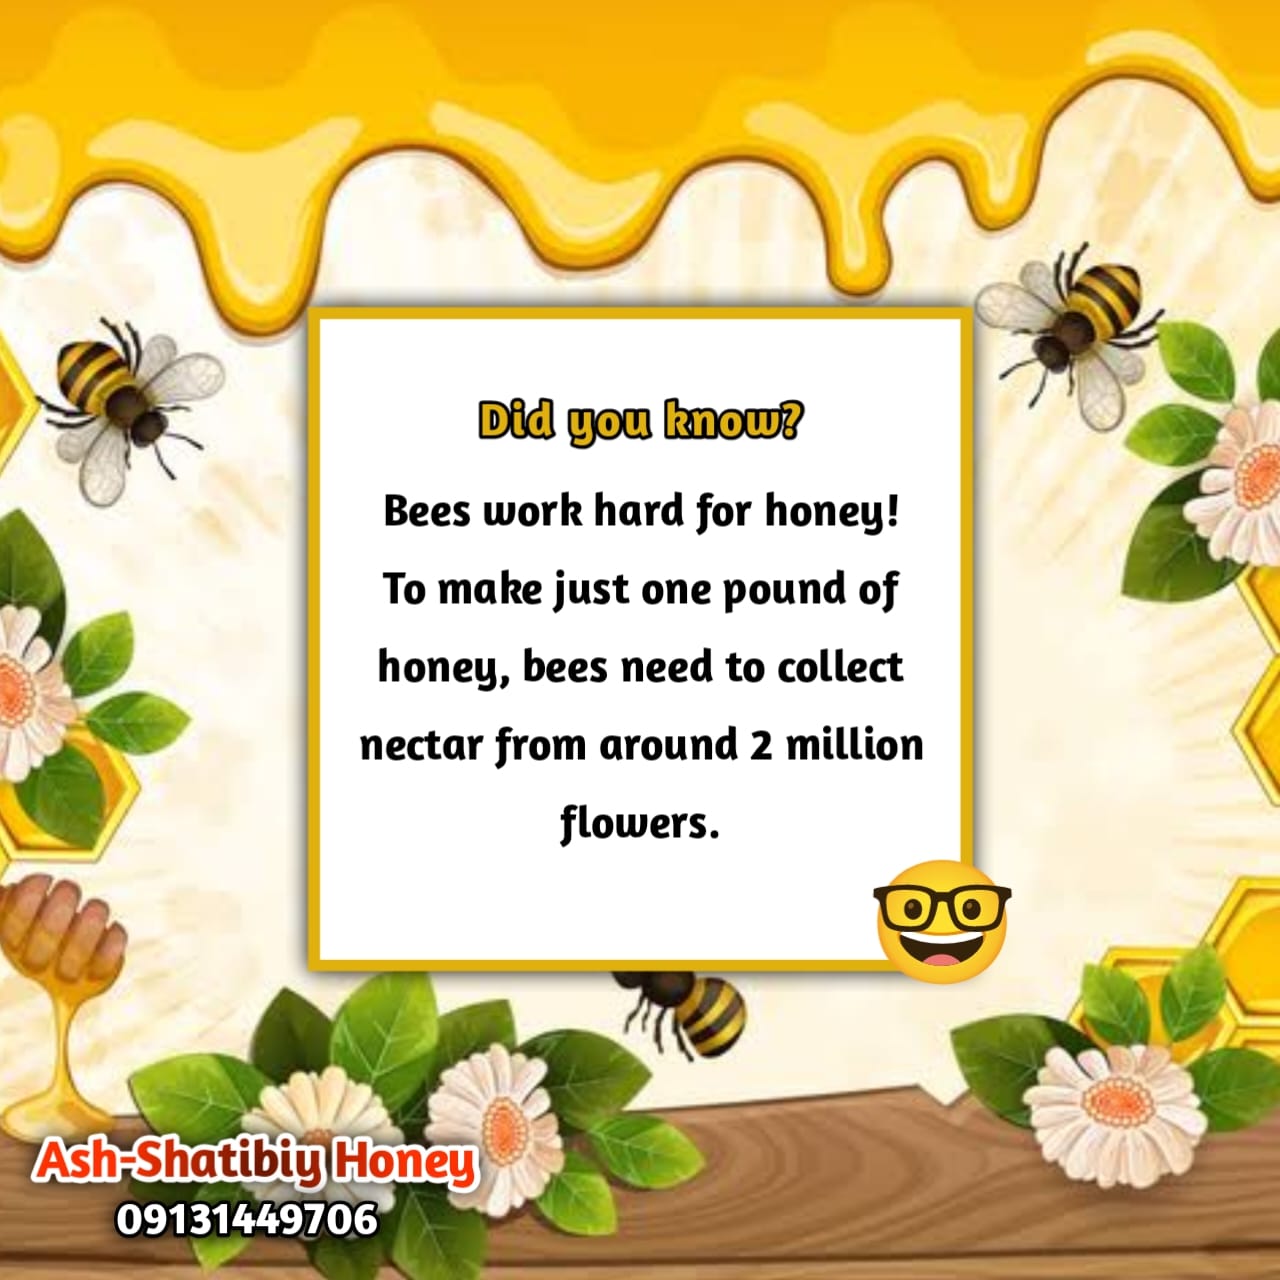 Did you know?
Bees work hard for honey!
To make just one pound of
honey, bees need to collect
nectar from around 2 million
flowers.
Ash-Shatibiy Honey
09131449706